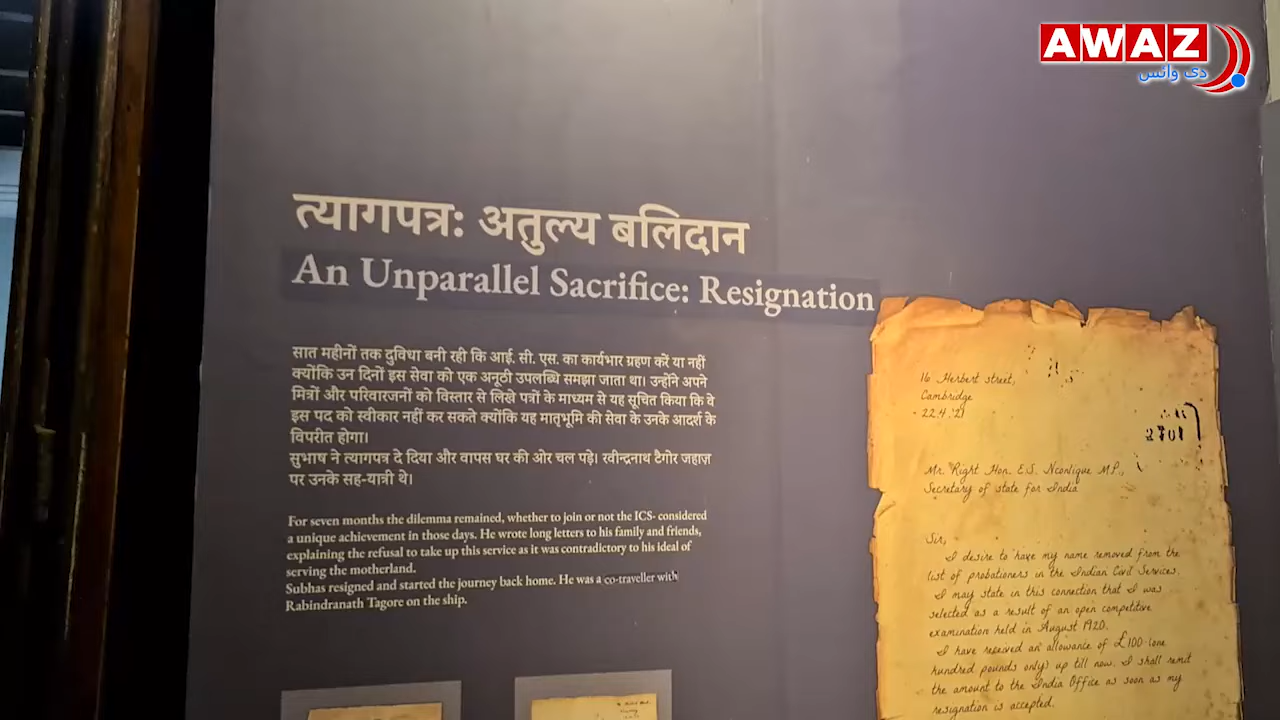 AWAZ
دی وائس
त्यागपत्र: अतुल्य बलिदान
An Unparallel Sacrifice: Resignation
सात महीनों तक दुविधा बनी रही कि आई. सी. एस. का कार्यभार ग्रहण करें या नहीं
क्योंकि उन दिनों इस सेवा को एक अनूठी उपलब्धि समझा जाता था। उन्होंने अपने
मित्रों और परिवारजनों को विस्तार से लिखे पत्रों के माध्यम से यह सूचित किया कि वे
इस पद को स्वीकार नहीं कर सकते क्योंकि यह मातृभूमि की सेवा के उनके आदर्श के
विपरीत होगा।
सुभाष ने त्यागपत्र दे दिया और वापस घर की ओर चल पड़े। रवीन्द्रनाथ टैगोर जहाज़
पर उनके सह-यात्री थे।
For seven months the dilemma remained, whether to join or not the ICS- considered
a unique achievement in those days. He wrote long letters to his family and friends,
explaining the refusal to take up this service as it was contradictory to his ideal of
serving the motherland.
Subhas resigned and started the journey back home. He was a co-traveller with
Rabindranath Tagore on the ship.
16 Herbert street,
Cambridge
22.4.'21
2701
Mr. Right Hon. E.S. Ncontique MP.,
Secretary of state for India
Sir,
I desire to have my name removed from the
list of probationers in the Indian Civil Services.
I may state in this connection that I was
selected as a result of an open competitive
examination held in August 1920.
I have received an allowance of £100-(one
hundred pounds only) up till now. I shall remit
the amount to the India Office as soon as my
resignation is accepted.